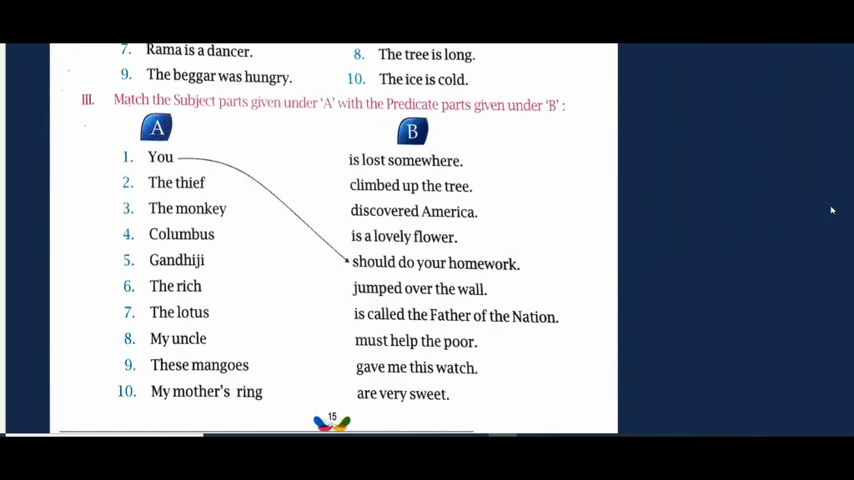 7. Rama is a dancer. 8. The tree is long.
9. The beggar was hungry. 10. The ice is cold.
III. Match the Subject parts given under 'A' with the Predicate parts given under 'B' :
A B
1. You is lost somewhere.
2. The thief climbed up the tree.
3. The monkey discovered America.
4. Columbus is a lovely flower.
5. Gandhiji should do your homework.
6. The rich jumped over the wall.
7. The lotus is called the Father of the Nation.
8. My uncle must help the poor.
9. These mangoes gave me this watch.
10. My mother's ring are very sweet.
15